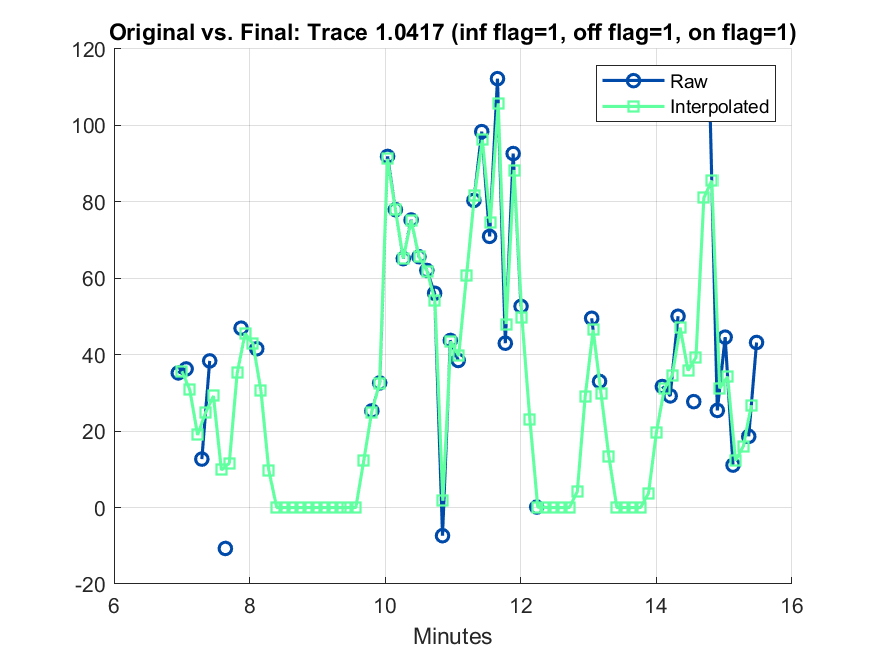 Original vs. Final: Trace 1.0417 (inf flag=1, off flag=1, on flag=1)
120
100
80
60
40
20
0
-20
Raw
Interpolated
6 8 10 12 14 16
Minutes